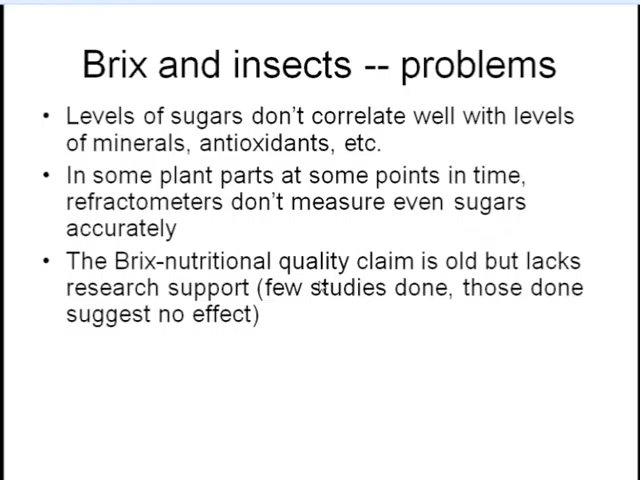 Brix and insects -- problems
• Levels of sugars don't correlate well with levels
of minerals, antioxidants, etc.
• In some plant parts at some points in time,
refractometers don't measure even sugars
accurately
• The Brix-nutritional quality claim is old but lacks
research support (few studies done, those done
suggest no effect)